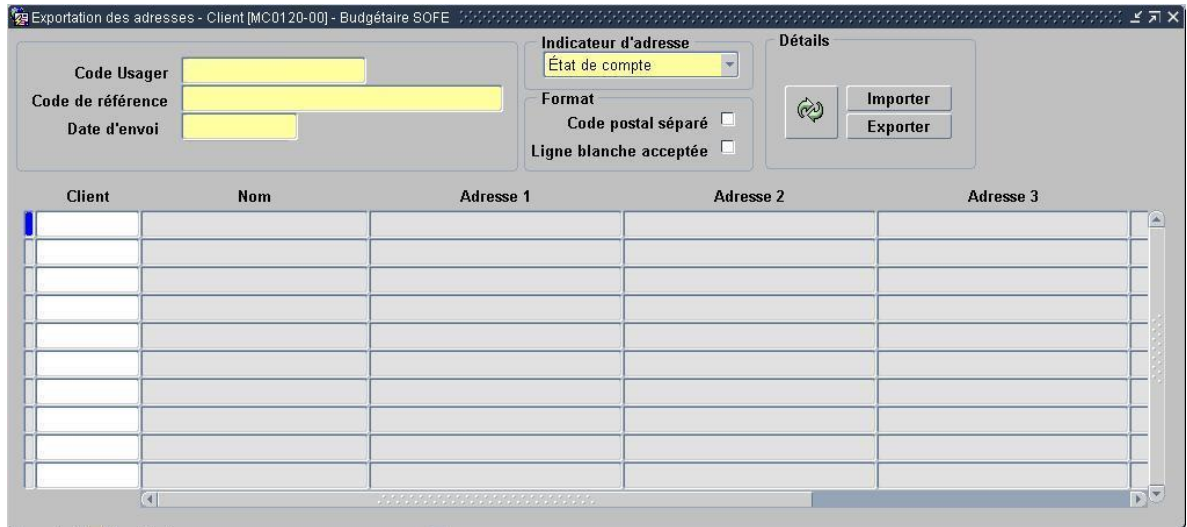 Exportation des adresses - Client [MC0120-00] - Budgétaire SOFE
Code Usager
Code de référence
Date d'envoi
Indicateur d'adresse
État de compte
Format
Code postal séparé
Ligne blanche acceptée
Détails
Importer
Exporter
Client Nom Adresse 1 Adresse 2 Adresse 3